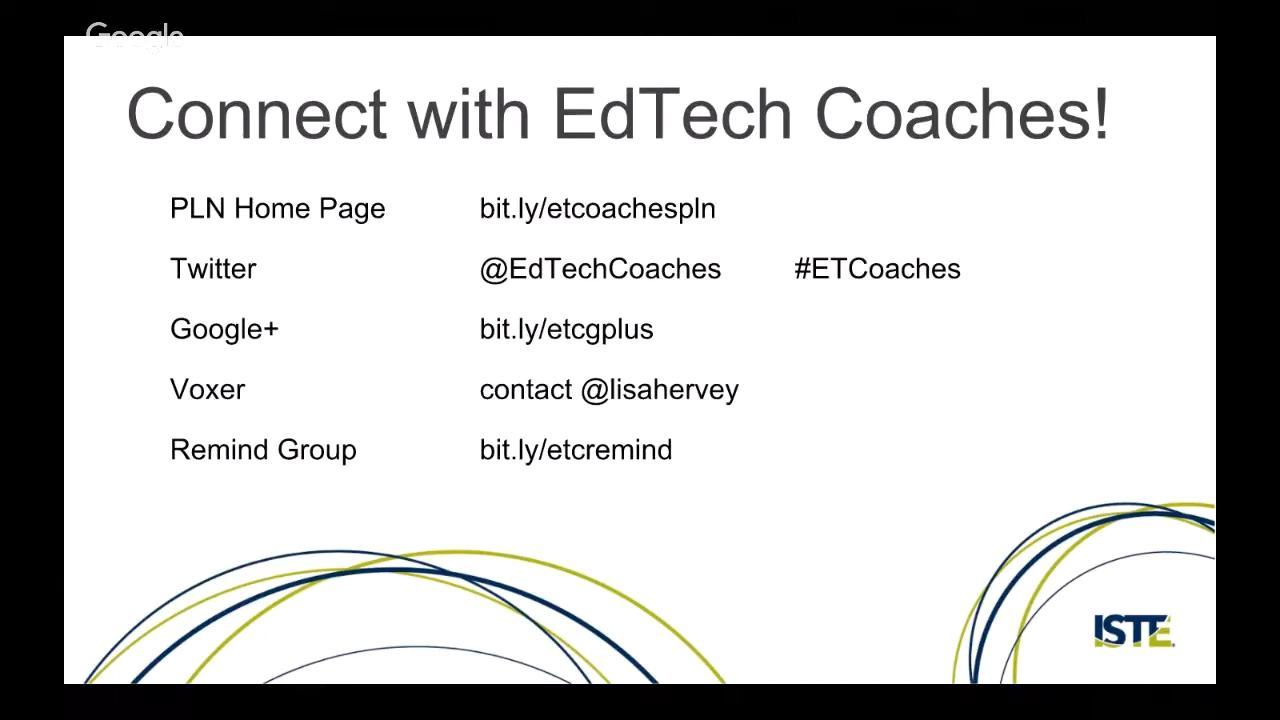 Google
Connect with EdTech Coaches!
PLN Home Page bit.ly/etcoachespln
Twitter @EdTechCoaches #ETCoaches
Google+ bit.ly/etcgplus
Voxer contact @lisahervey
Remind Group bit.ly/etcremind
ISTE